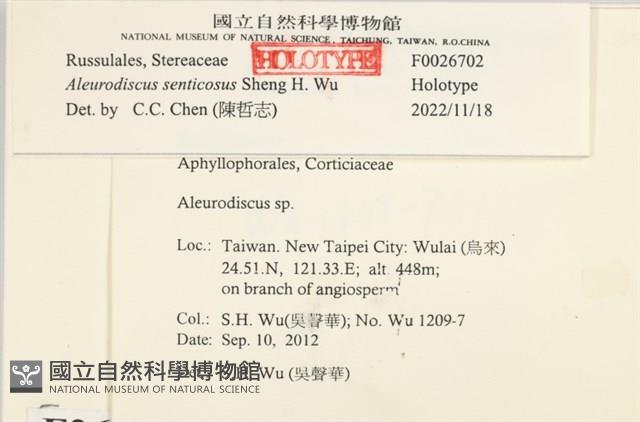 國立自然科學博物館
NATIONAL MUSEUM OF NATURAL SCIENCE, TAICHUNG, TAIWAN, R.O.CHINA
Russulales, Stereaceae HOLOTYPE F0026702
Aleurodiscus senticosus Sheng H. Wu Holotype
Det. by C.C. Chen (陳哲志) 2022/11/18
Aphyllophorales, Corticiaceae
Aleurodiscus sp.
Loc.: Taiwan. New Taipei City: Wulai (烏來)
24.51.N, 121.33.E; alt. 448m;
on branch of angiosperm
Col.: S.H. Wu(吳聲華); No. Wu 1209-7
Date: Sep. 10, 2012
Wu (吳聲華)
國立自然科學博物館
NATIONAL MUSEUM OF NATURAL SCIENCE